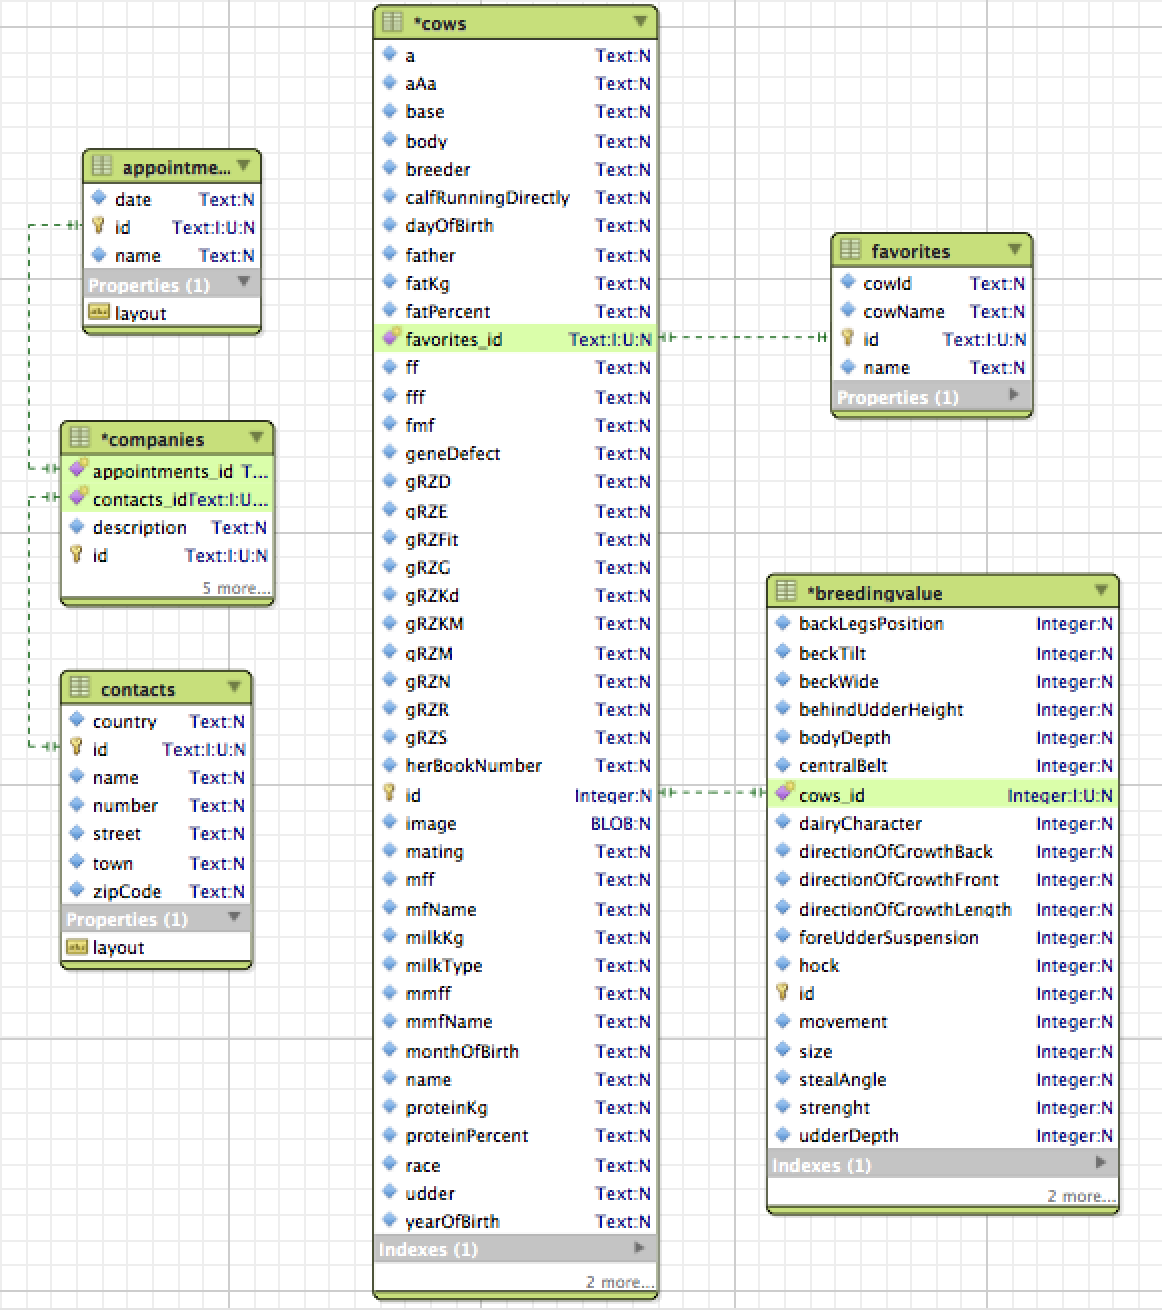 *cows
a Text:N
aAa Text:N
base Text:N
body Text:N
breeder Text:N
calfRunningDirectly Text:N
dayOfBirth Text:N
father Text:N
fatKg Text:N
fatPercent Text:N
favorites_id Text:I:U:N
ff Text:N
fff Text:N
fmf Text:N
geneDefect Text:N
gRZD Text:N
gRZE Text:N
gRZFit Text:N
gRZG Text:N
gRZKd Text:N
gRZKM Text:N
gRZM Text:N
gRZN Text:N
gRZR Text:N
gRZS Text:N
herBookNumber Text:N
id Integer:N
image BLOB:N
mating Text:N
mff Text:N
mfName Text:N
milkKg Text:N
milkType Text:N
mmff Text:N
mmfName Text:N
monthOfBirth Text:N
name Text:N
proteinKg Text:N
proteinPercent Text:N
race Text:N
udder Text:N
yearOfBirth Text:N
Indexes (1)
2 more...
appointme...
date Text:N
id Text:I:U:N
name Text:N
Properties (1)
layout
*companies
appointments_id T...
contacts_id Text:I:U...
description Text:N
id Text:I:U:N
5 more...
contacts
country Text:N
id Text:I:U:N
name Text:N
number Text:N
street Text:N
town Text:N
zipCode Text:N
Properties (1)
layout
favorites
cowId Text:N
cowName Text:N
id Text:I:U:N
name Text:N
Properties (1)
*breedingvalue
backLegsPosition Integer:N
beckTilt Integer:N
beckWide Integer:N
behindUdderHeight Integer:N
bodyDepth Integer:N
centralBelt Integer:N
cows_id Integer:I:U:N
dairyCharacter Integer:N
directionOfGrowthBack Integer:N
directionOfGrowthFront Integer:N
directionOfGrowthLength Integer:N
foreUdderSuspension Integer:N
hock Integer:N
id Integer:N
movement Integer:N
size Integer:N
stealAngle Integer:N
strenght Integer:N
udderDepth Integer:N
Indexes (1)
2 more...